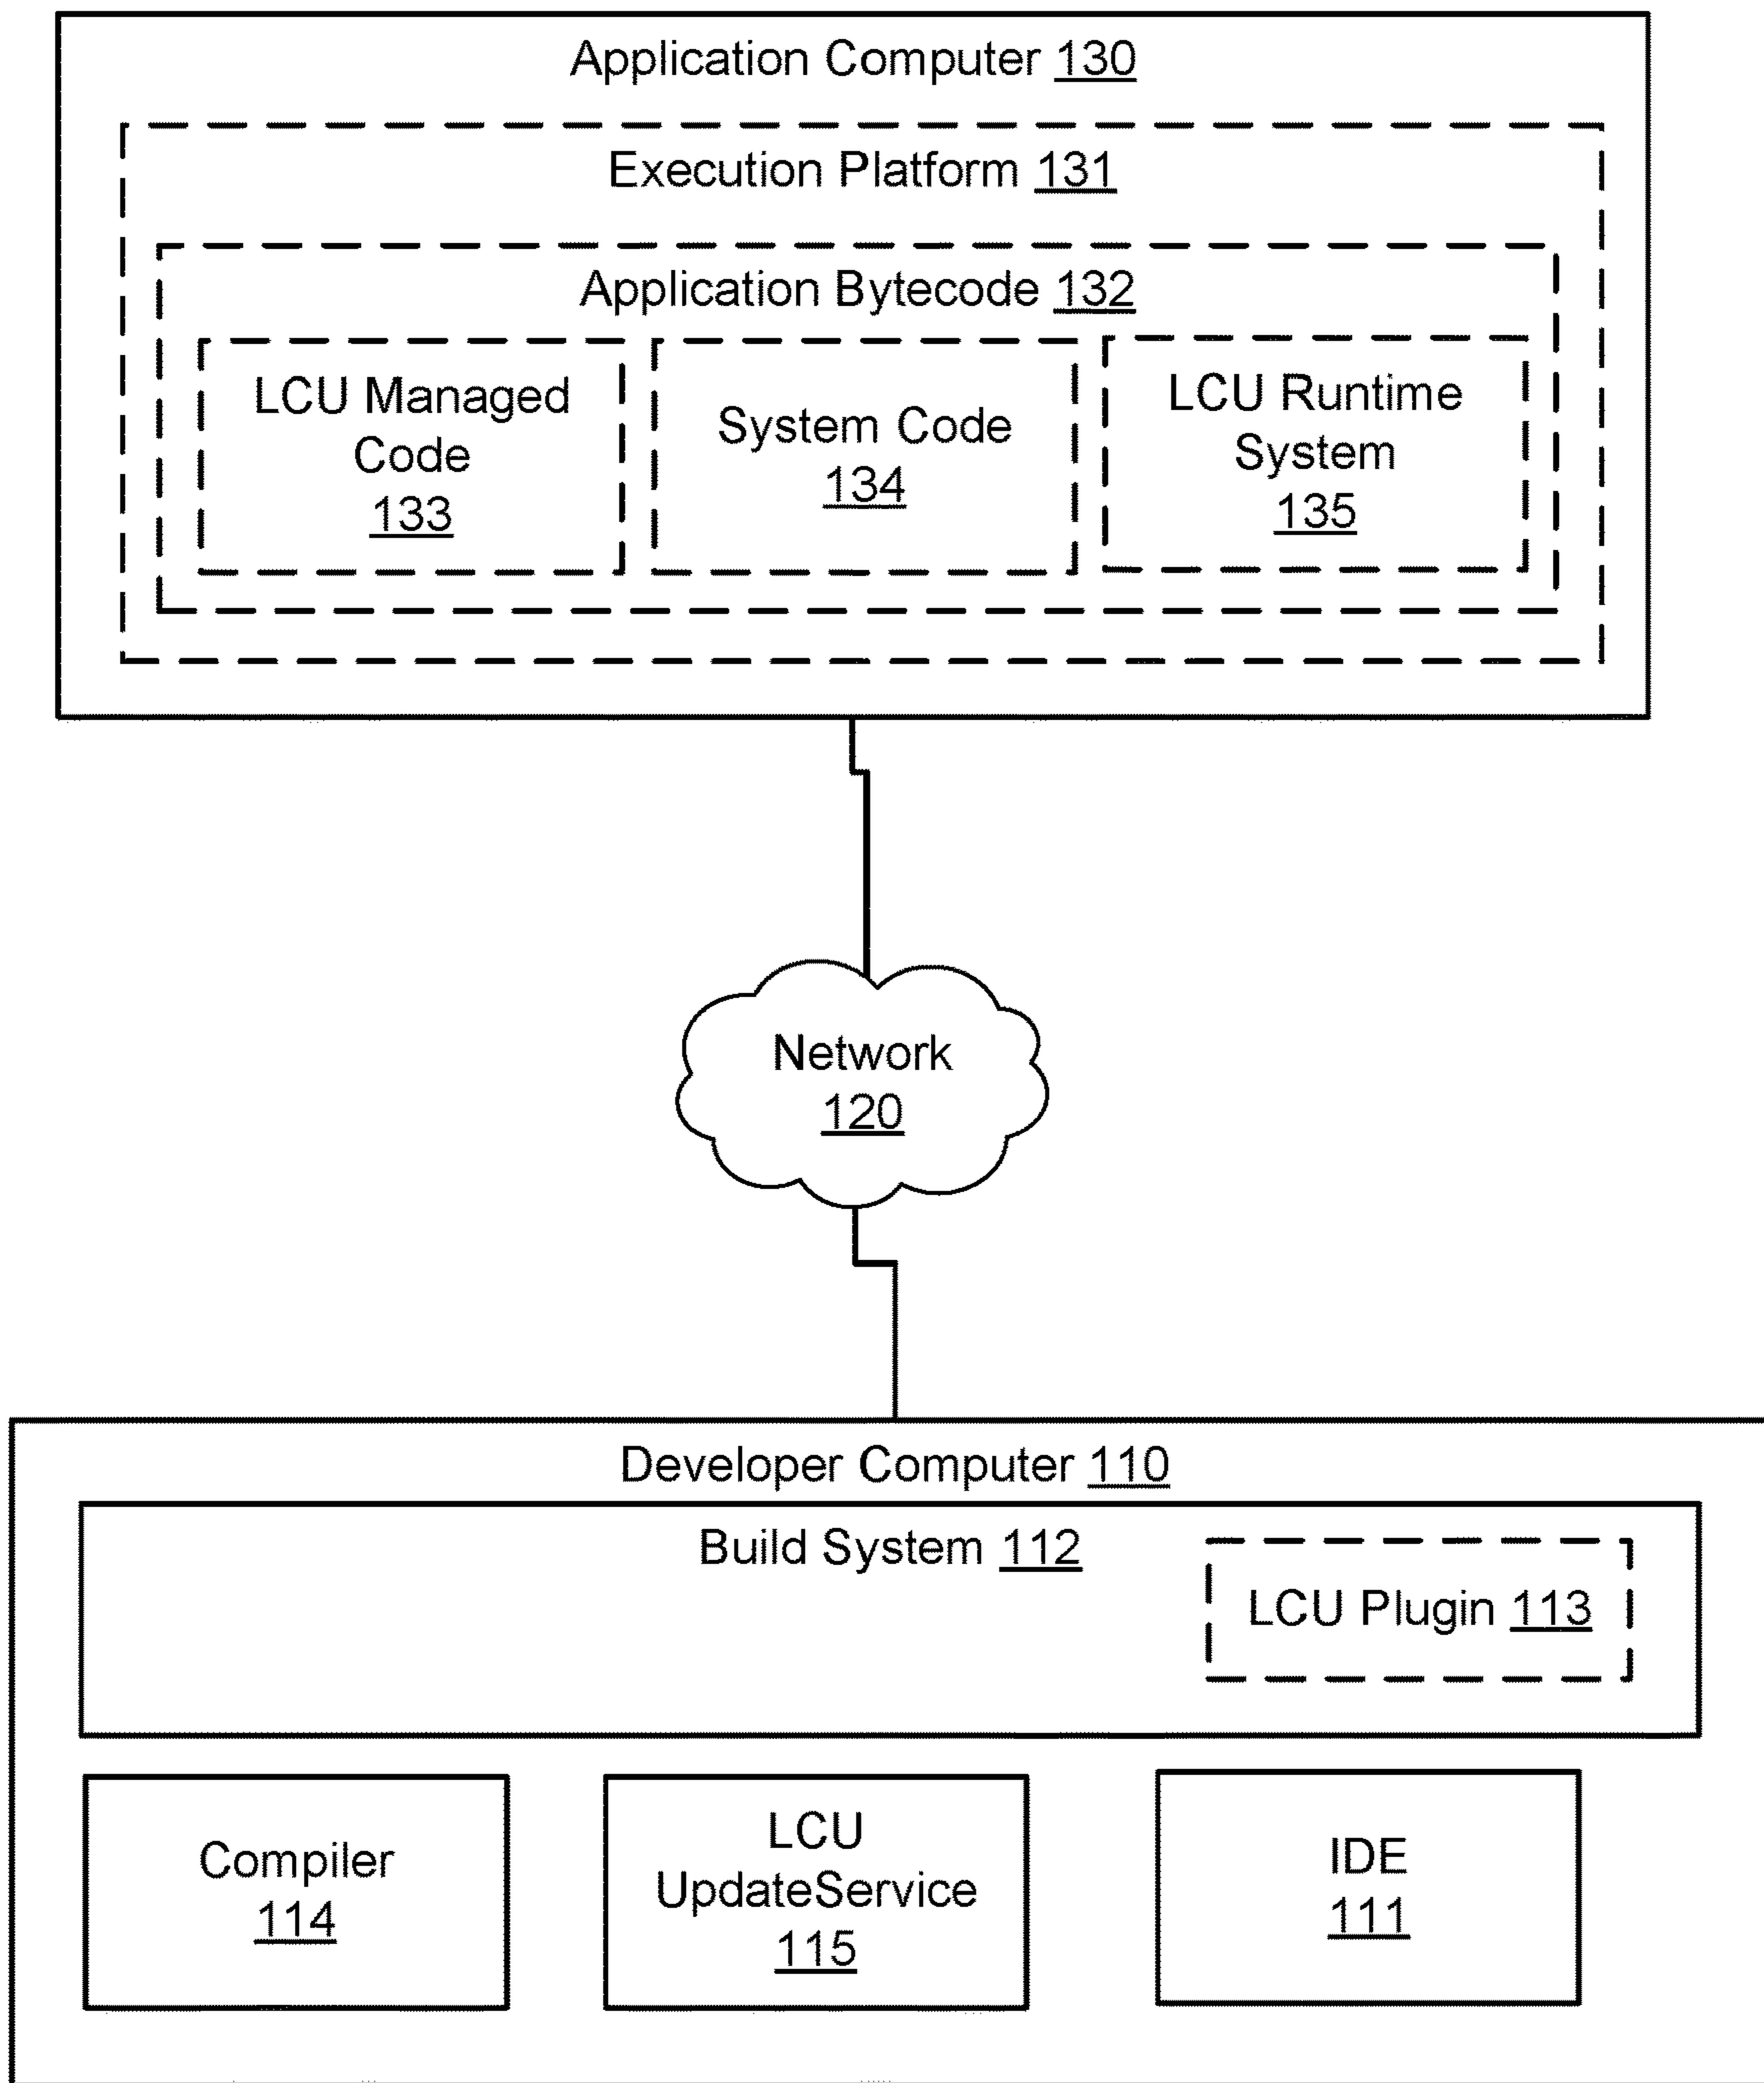 Application Computer 130
Execution Platform 131
Application Bytecode 132
LCU Managed
Code
133
System Code
134
LCU Runtime
System
135
Network
120
Developer Computer 110
Build System 112
LCU Plugin 113
Compiler
114
LCU
UpdateService
115
IDE
111